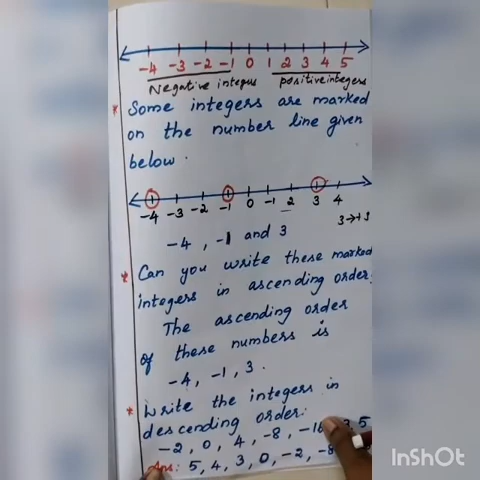 -4 -3 -2 -1 0 1 2 3 4 5
Negative integers positive integers
* Some integers are marked
on the number line given
below.
-4 -3 -2 -1 0 -1 2 3 4
3→+3
-4, -1 and 3
* Can you write these marked
integers in ascending order.
The ascending order
of these numbers is
-4, -1, 3.
* Write the integers in
descending order:
-2, 0, 4, -8, 3, 5
Ans: 5, 4, 3, 0, -2, -8
InShOt